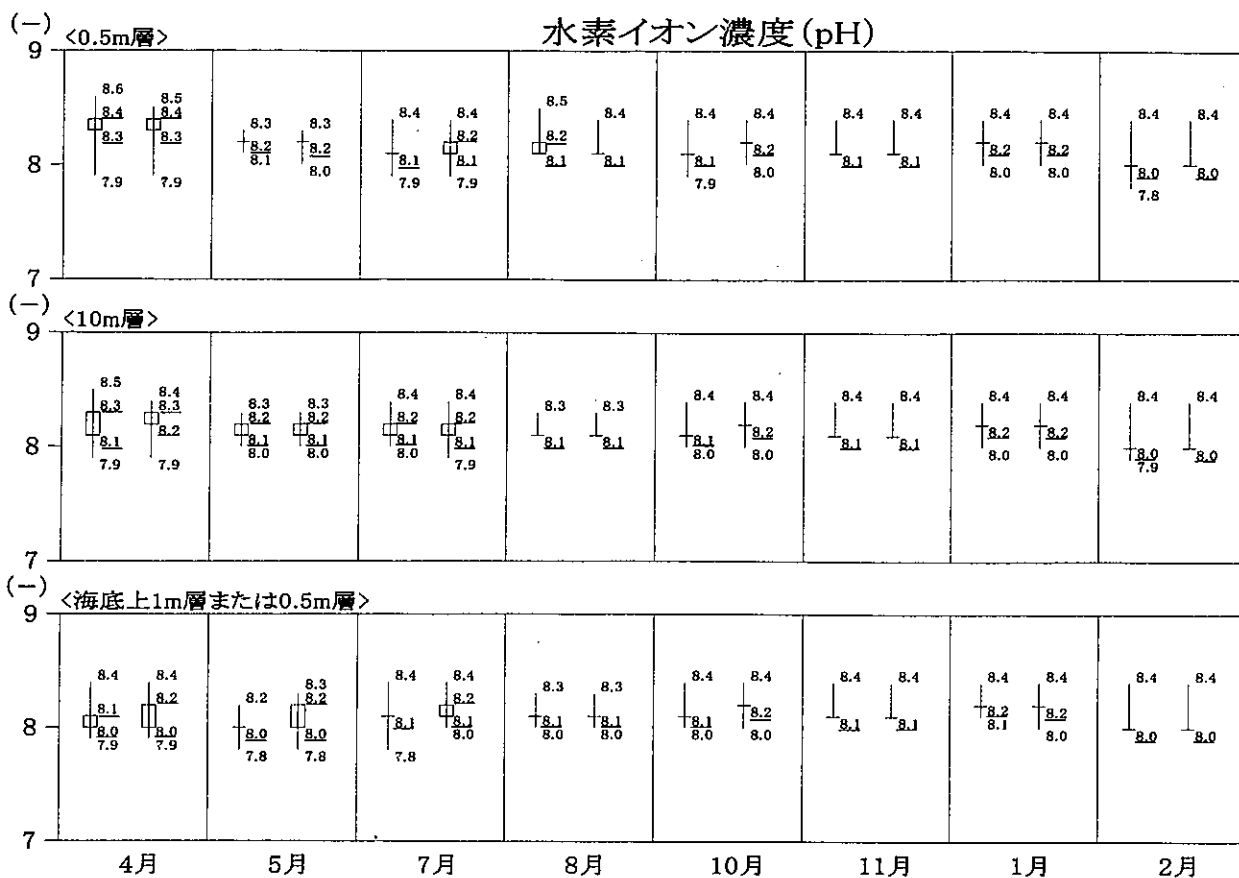 水素イオン濃度(pH)
(−) <0.5m層>
9
8.6 8.5 8.5
8.4 8.4 8.3 8.3 8.4 8.4 8.4 8.4 8.4 8.4 8.4 8.4 8.4 8.4 8.4
8.3 8.3 8.2 8.2 8.1 8.2 8.2 8.1 8.2 8.1 8.1 8.2 8.2 8.0 8.0
8 8.1 8.0 8.1 8.1 8.1 8.0 8.0 8.0
7.9 7.9 7.9 7.9 7.9 7.8
7
(−) <10m層>
9
8.5 8.4 8.3 8.3 8.4 8.4 8.3 8.3 8.4 8.4 8.4 8.4 8.4 8.4 8.4 8.4
8.3 8.3 8.2 8.2 8.2 8.2 8.2 8.2 8.2
8 8.1 8.2 8.1 8.1 8.1 8.1 8.1 8.1 8.1 8.1 8.1 8.0 8.0
7.9 7.9 8.0 8.0 8.0 7.9 8.0 8.0 8.0 8.0 7.9
7
(−) <海底上1m層または0.5m層>
9
8.4 8.4 8.2 8.3 8.4 8.4 8.3 8.3 8.4 8.4 8.4 8.4 8.4 8.4 8.4 8.4
8.1 8.2 8.2 8.2 8.2 8.2 8.2
8 8.0 8.0 8.0 8.0 8.1 8.1 8.1 8.1 8.1 8.1 8.1 8.0 8.0
7.9 7.9 7.8 7.8 7.8 8.0 8.0 8.0 8.0 8.0 8.1 8.0
7
4月 5月 7月 8月 10月 11月 1月 2月